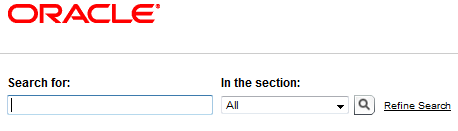 ORACLE®
Search for: In the section:
All Refine Search